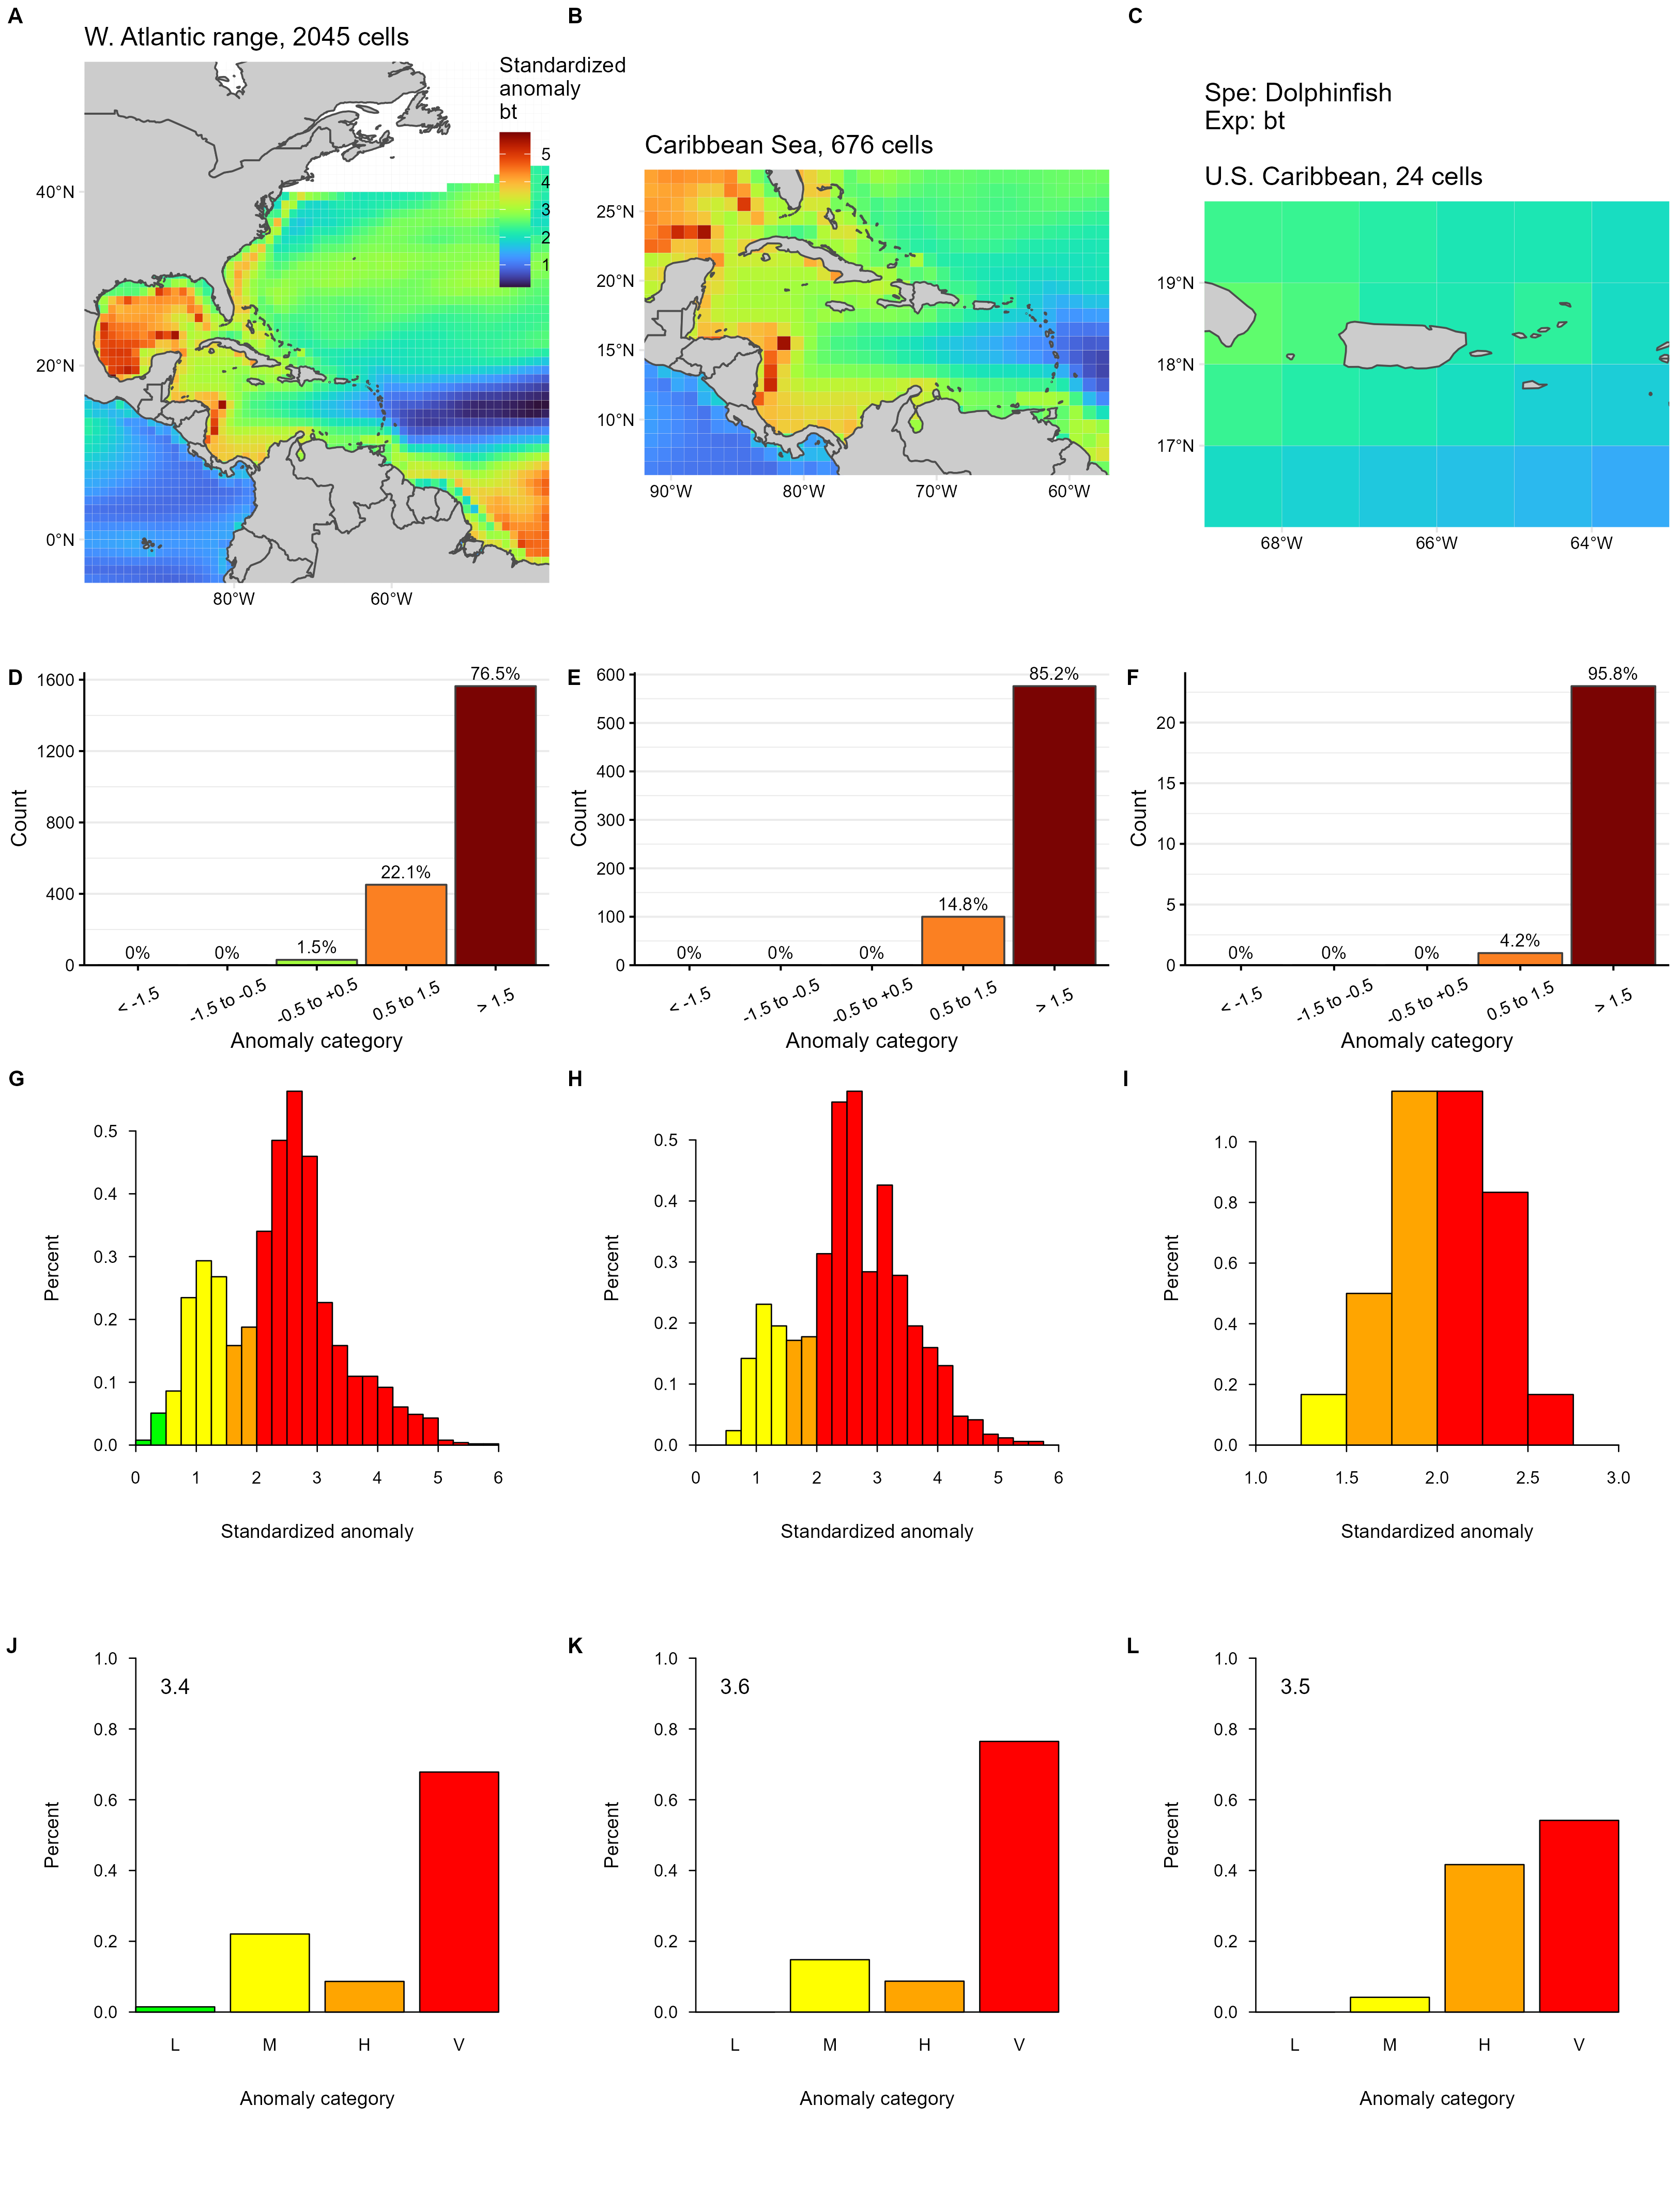 A
W. Atlantic range, 2045 cells
Standardized
anomaly
bt
5
4
3
2
1
40°N
20°N
0°N
80°W
60°W
B
Caribbean Sea, 676 cells
25°N
20°N
15°N
10°N
90°W
80°W
70°W
60°W
C
Spe: Dolphinfish
Exp: bt
U.S. Caribbean, 24 cells
19°N
18°N
17°N
68°W
66°W
64°W
D
Count
1600
1200
800
400
0
0%
0%
1.5%
22.1%
76.5%
< -1.5
-1.5 to -0.5
-0.5 to +0.5
0.5 to 1.5
> 1.5
Anomaly category
E
Count
600
500
400
300
200
100
0
0%
0%
0%
14.8%
85.2%
< -1.5
-1.5 to -0.5
-0.5 to +0.5
0.5 to 1.5
> 1.5
Anomaly category
F
Count
20
15
10
5
0
0%
0%
0%
4.2%
95.8%
< -1.5
-1.5 to -0.5
-0.5 to +0.5
0.5 to 1.5
> 1.5
Anomaly category
G
Percent
0.5
0.4
0.3
0.2
0.1
0.0
0
1
2
3
4
5
6
Standardized anomaly
H
Percent
0.5
0.4
0.3
0.2
0.1
0.0
0
1
2
3
4
5
6
Standardized anomaly
I
Percent
1.0
0.8
0.6
0.4
0.2
0.0
1.0
1.5
2.0
2.5
3.0
Standardized anomaly
J
3.4
Percent
1.0
0.8
0.6
0.4
0.2
0.0
L
M
H
V
Anomaly category
K
3.6
Percent
1.0
0.8
0.6
0.4
0.2
0.0
L
M
H
V
Anomaly category
L
3.5
Percent
1.0
0.8
0.6
0.4
0.2
0.0
L
M
H
V
Anomaly category